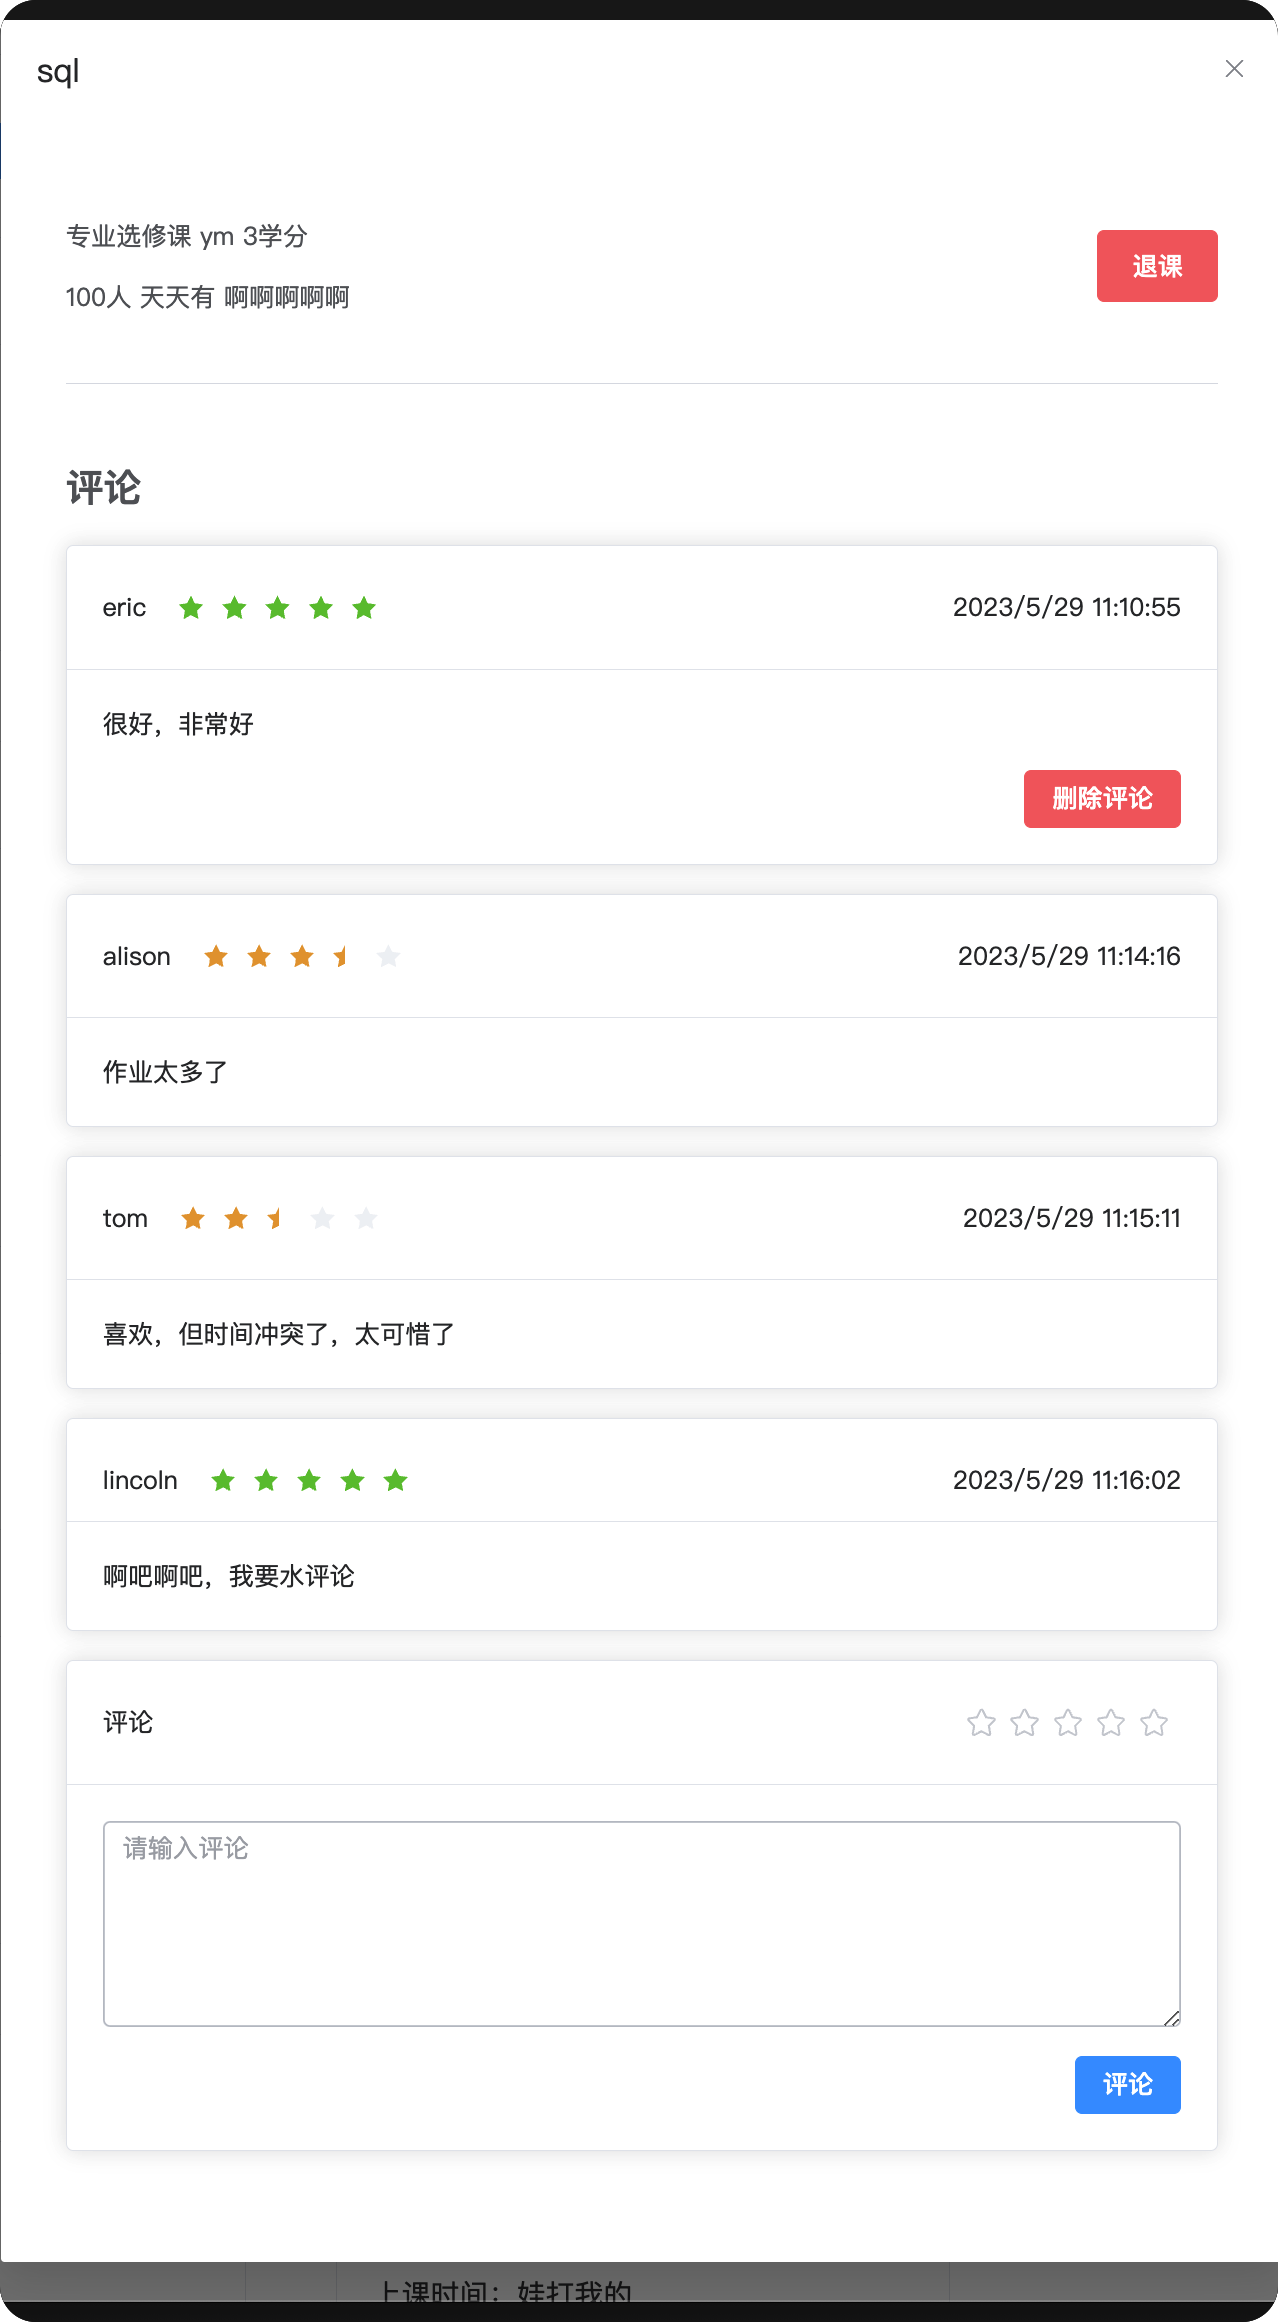 sql
专业选修课 ym 3学分
退课
100人 天天有 啊啊啊啊啊
评论
eric 2023/5/29 11:10:55
很好，非常好
删除评论
alison 2023/5/29 11:14:16
作业太多了
tom 2023/5/29 11:15:11
喜欢，但时间冲突了，太可惜了
lincoln 2023/5/29 11:16:02
啊吧啊吧，我要水评论
评论
请输入评论
评论
上课时间：娃打我的